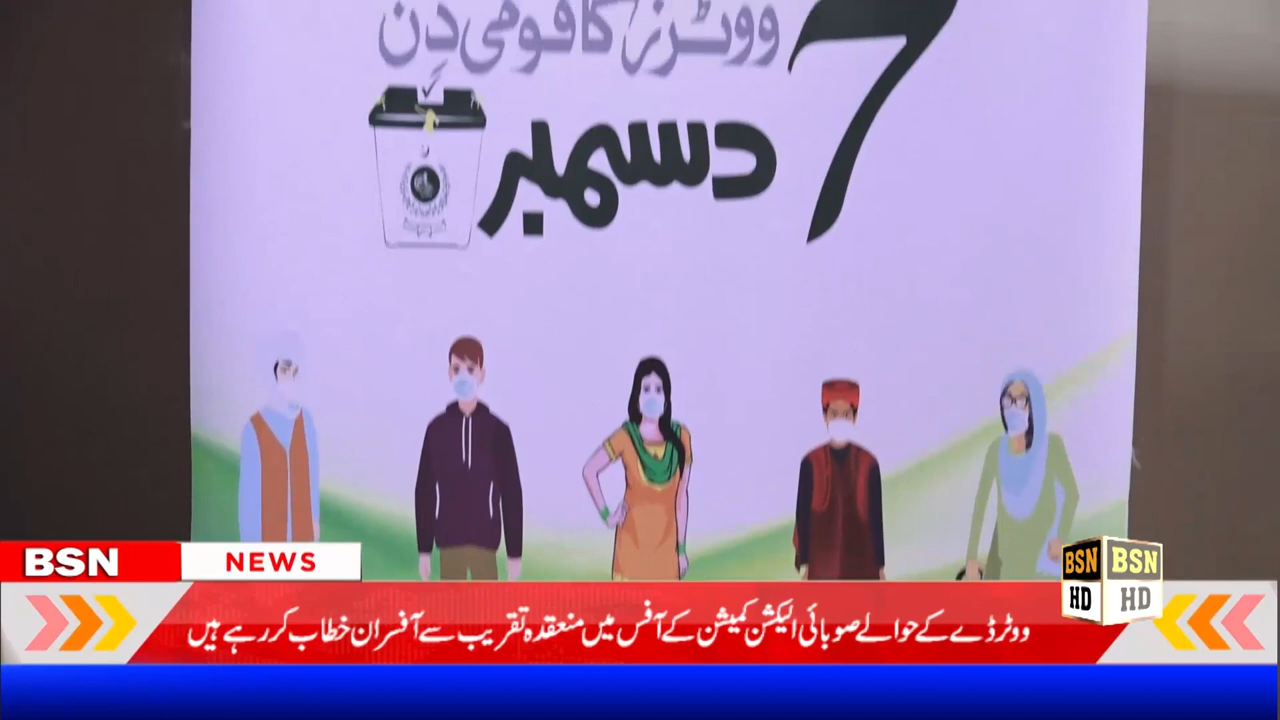 ووٹرز کا قومی دن
7 دسمبر
BSN NEWS
BSN HD BSN HD
ووٹر ڈے کے حوالے صوبائی الیکشن کمیشن کے آفس میں منعقدہ تقریب سے آفسران خطاب کر رہے ہیں